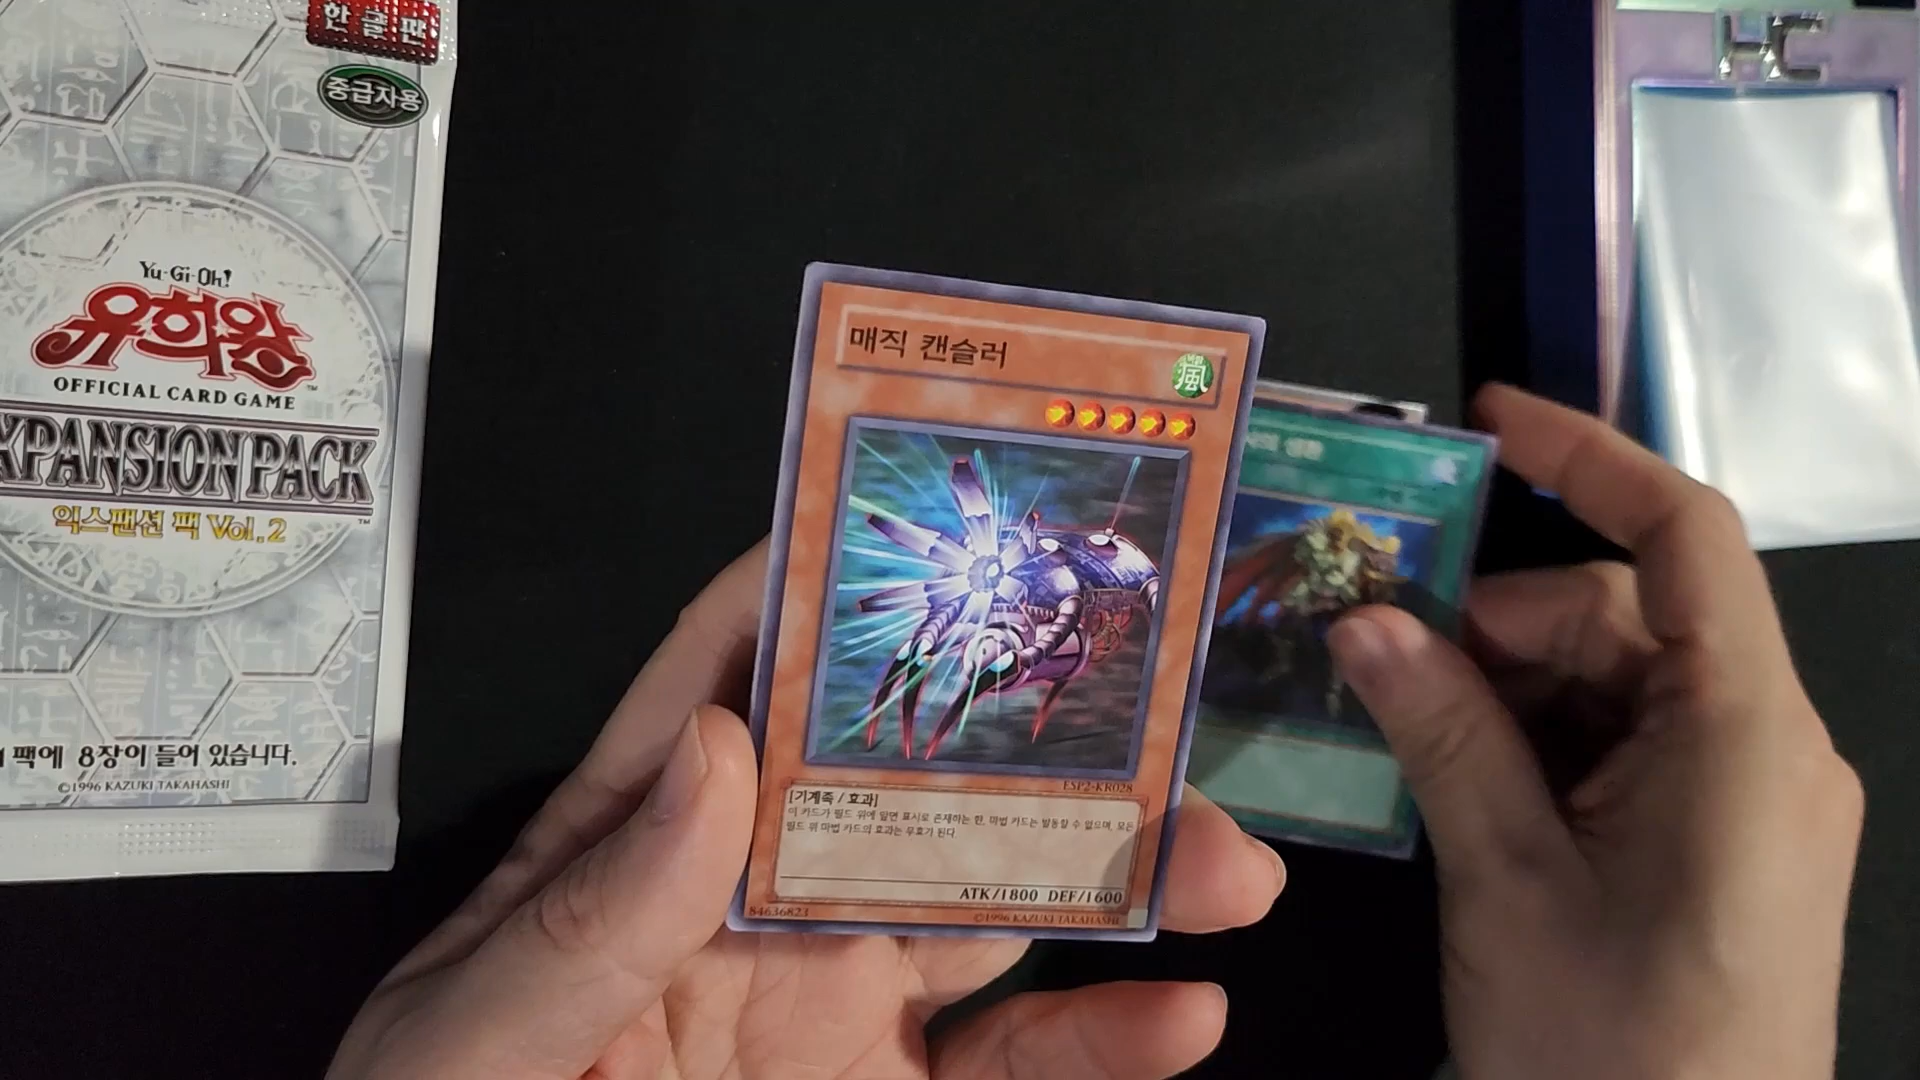 한글판
중급자용
Yu-Gi-Oh!
유희왕
™
OFFICIAL CARD GAME
XPANSION PACK
익스팬션 팩 Vol.2
™
팩에 8장이 들어 있습니다.
©1996 KAZUKI TAKAHASHI
HC
매직 캔슬러
바람
風
ESP2-KR028
[기계족 / 효과]
이 카드가 필드 위에 앞면 표시로 존재하는 한, 마법 카드는 발동할 수 없으며, 모든
필드 위 마법 카드의 효과는 무효가 된다.
ATK/1800 DEF/1600
84636823
©1996 KAZUKI TAKAHASHI